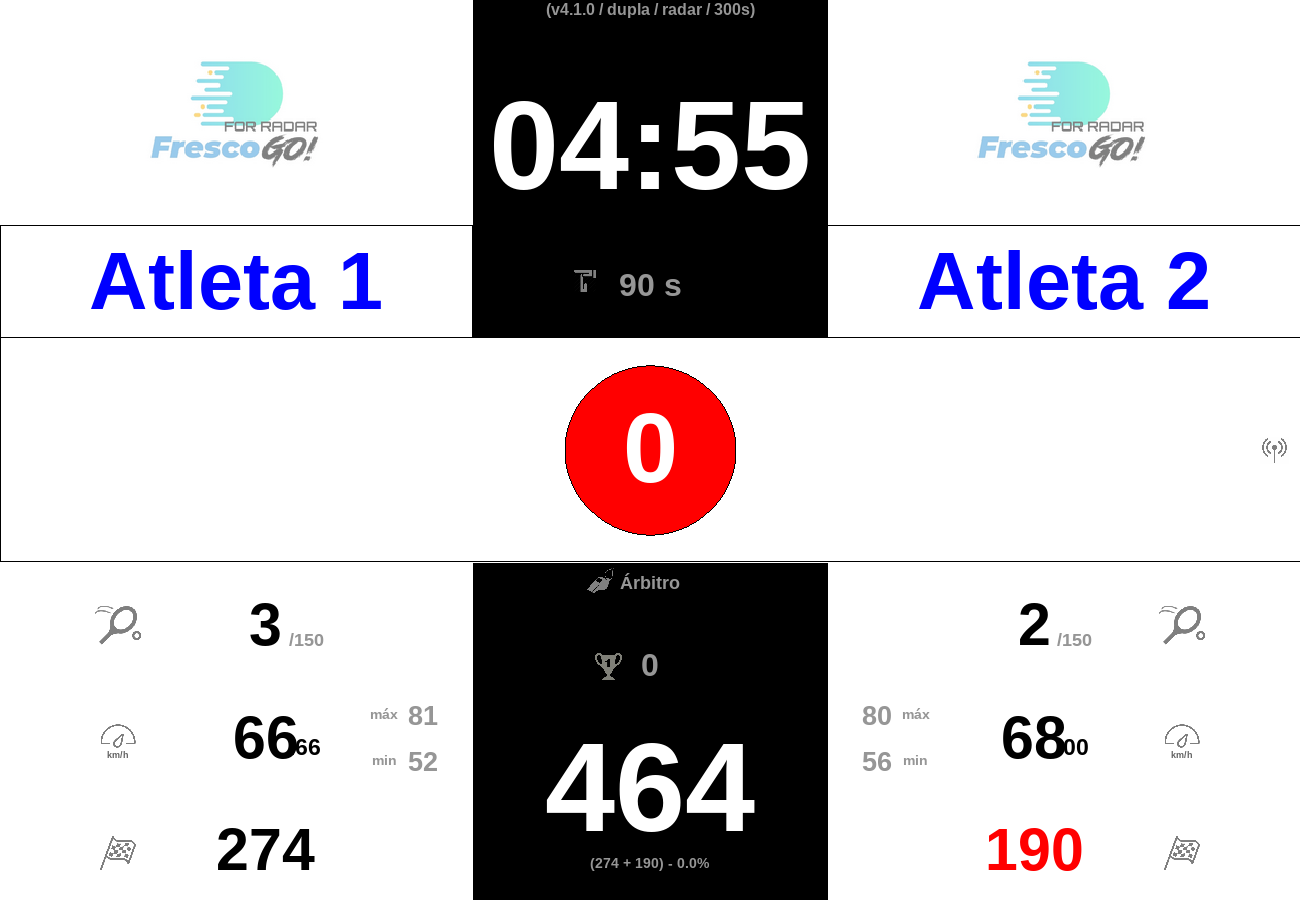 (v4.1.0 / dupla / radar / 300s)
FOR RADAR
FrescoGO!
04:55
FOR RADAR
FrescoGO!
Atleta 1
90 s
Atleta 2
0
Árbitro
3 /150
2 /150
1 0
66 66
máx 81
min 52
km/h
80 máx
56 min
68 00
km/h
464
274
190
(274 + 190) - 0.0%